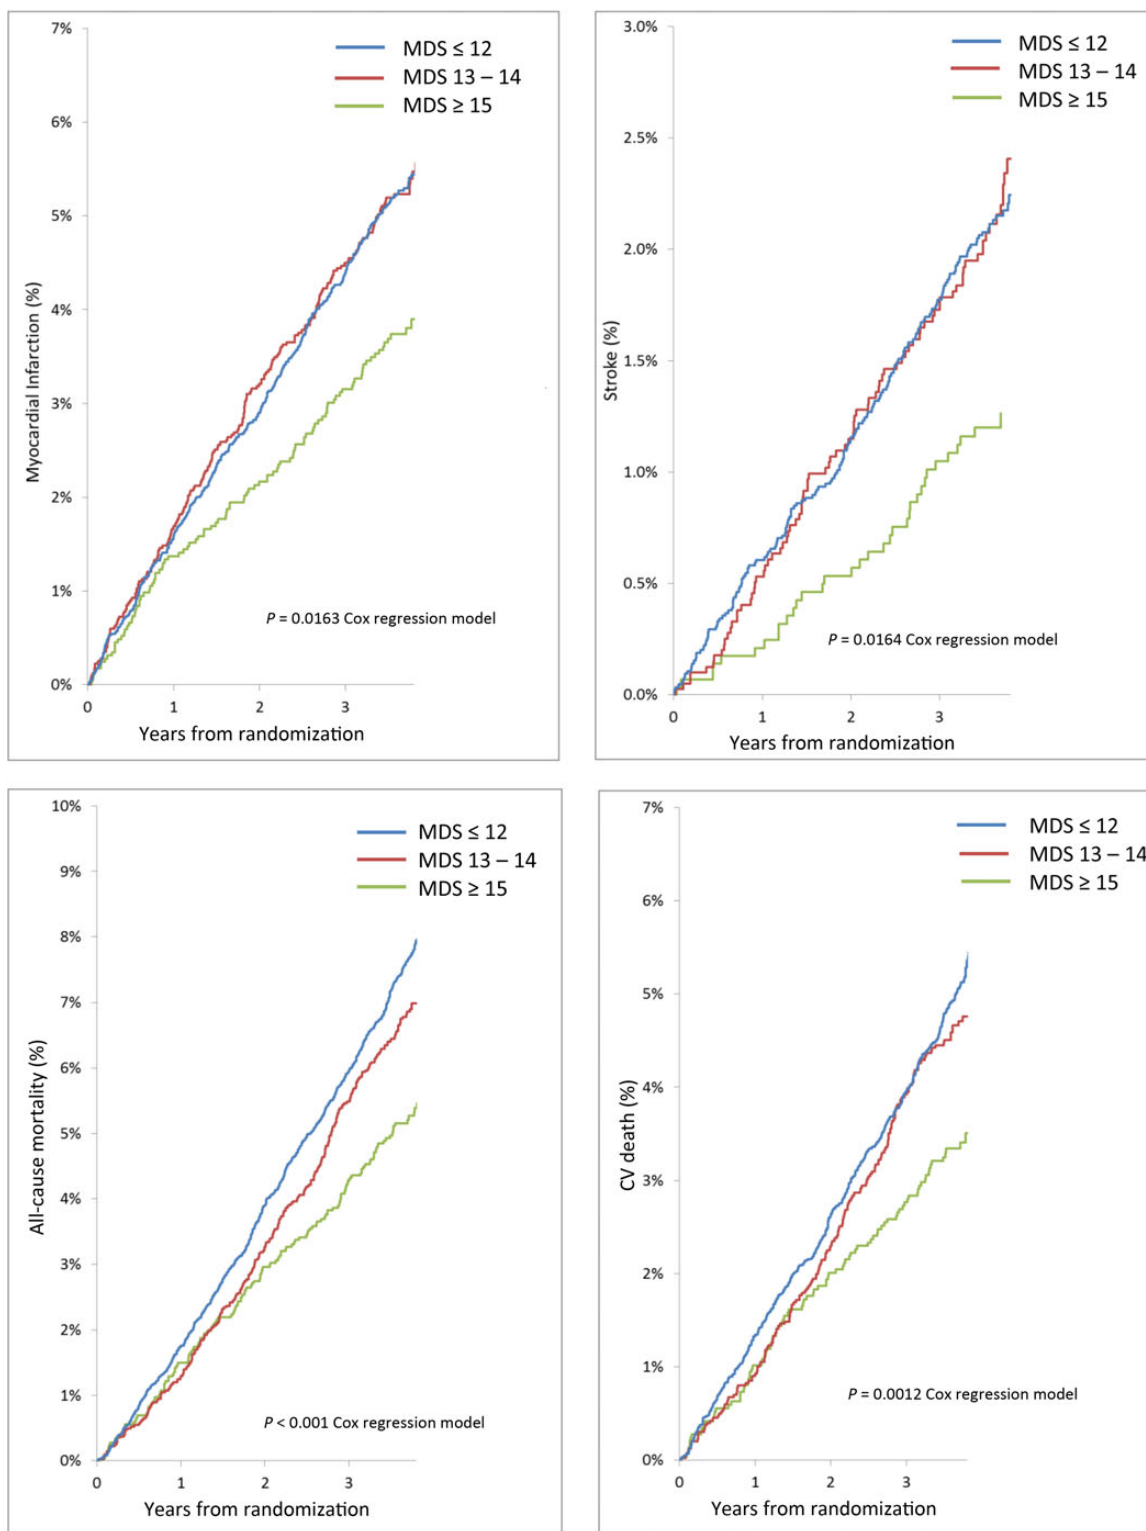 7%
6%
5%
4%
3%
2%
1%
0%
Myocardial Infarction (%)
MDS ≤ 12
MDS 13 – 14
MDS ≥ 15
P = 0.0163 Cox regression model
0 1 2 3
Years from randomization
3.0%
2.5%
2.0%
1.5%
1.0%
0.5%
0.0%
Stroke (%)
MDS ≤ 12
MDS 13 – 14
MDS ≥ 15
P = 0.0164 Cox regression model
0 1 2 3
Years from randomization
10%
9%
8%
7%
6%
5%
4%
3%
2%
1%
0%
All-cause mortality (%)
MDS ≤ 12
MDS 13 – 14
MDS ≥ 15
P < 0.001 Cox regression model
0 1 2 3
Years from randomization
7%
6%
5%
4%
3%
2%
1%
0%
CV death (%)
MDS ≤ 12
MDS 13 – 14
MDS ≥ 15
P = 0.0012 Cox regression model
0 1 2 3
Years from randomization